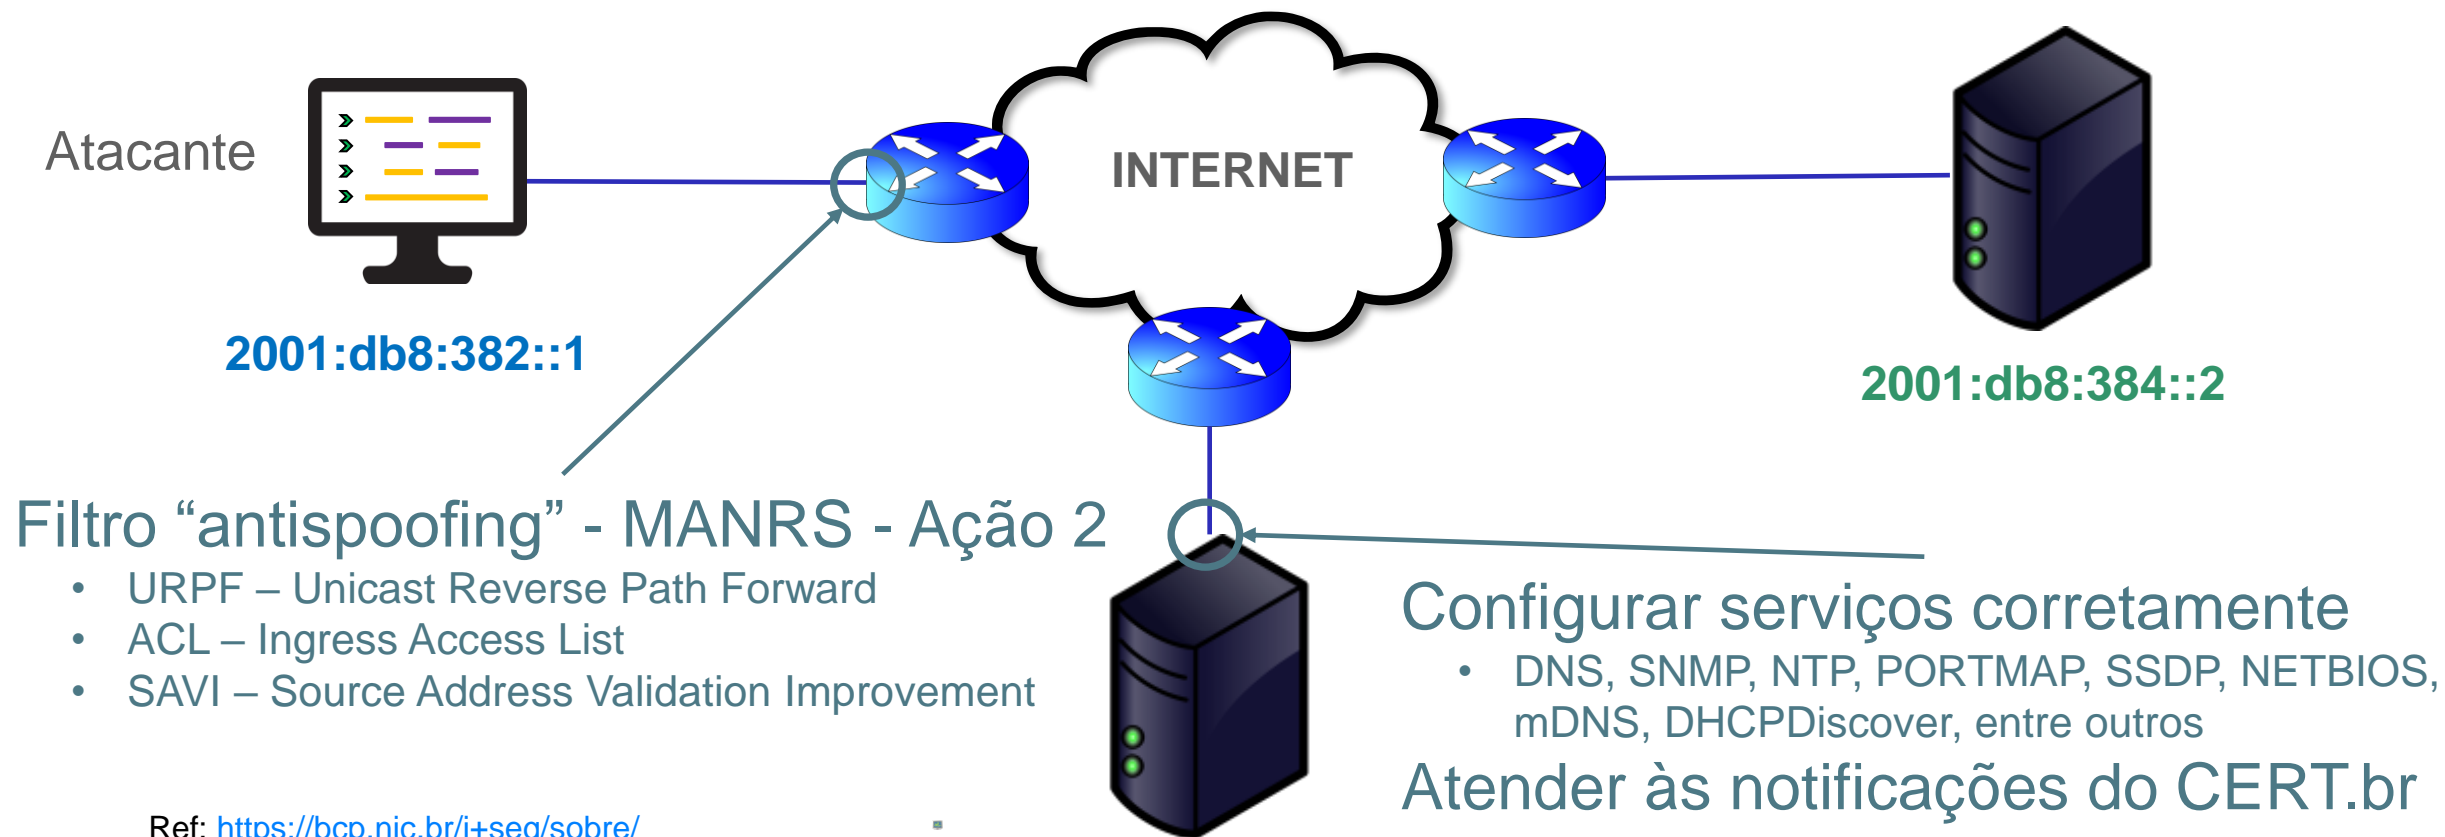 Atacante
INTERNET
2001:db8:382::1
2001:db8:384::2
Filtro “antispoofing” - MANRS - Ação 2
• URPF – Unicast Reverse Path Forward
• ACL – Ingress Access List
• SAVI – Source Address Validation Improvement
Configurar serviços corretamente
• DNS, SNMP, NTP, PORTMAP, SSDP, NETBIOS,
mDNS, DHCPDiscover, entre outros
Atender às notificações do CERT.br
Ref: https://bcp.nic.br/i+seg/sobre/